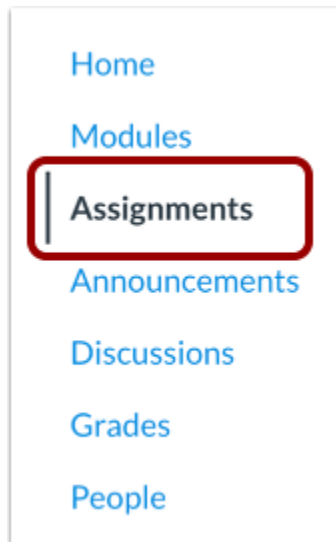 Home
Modules
Assignments
Announcements
Discussions
Grades
People